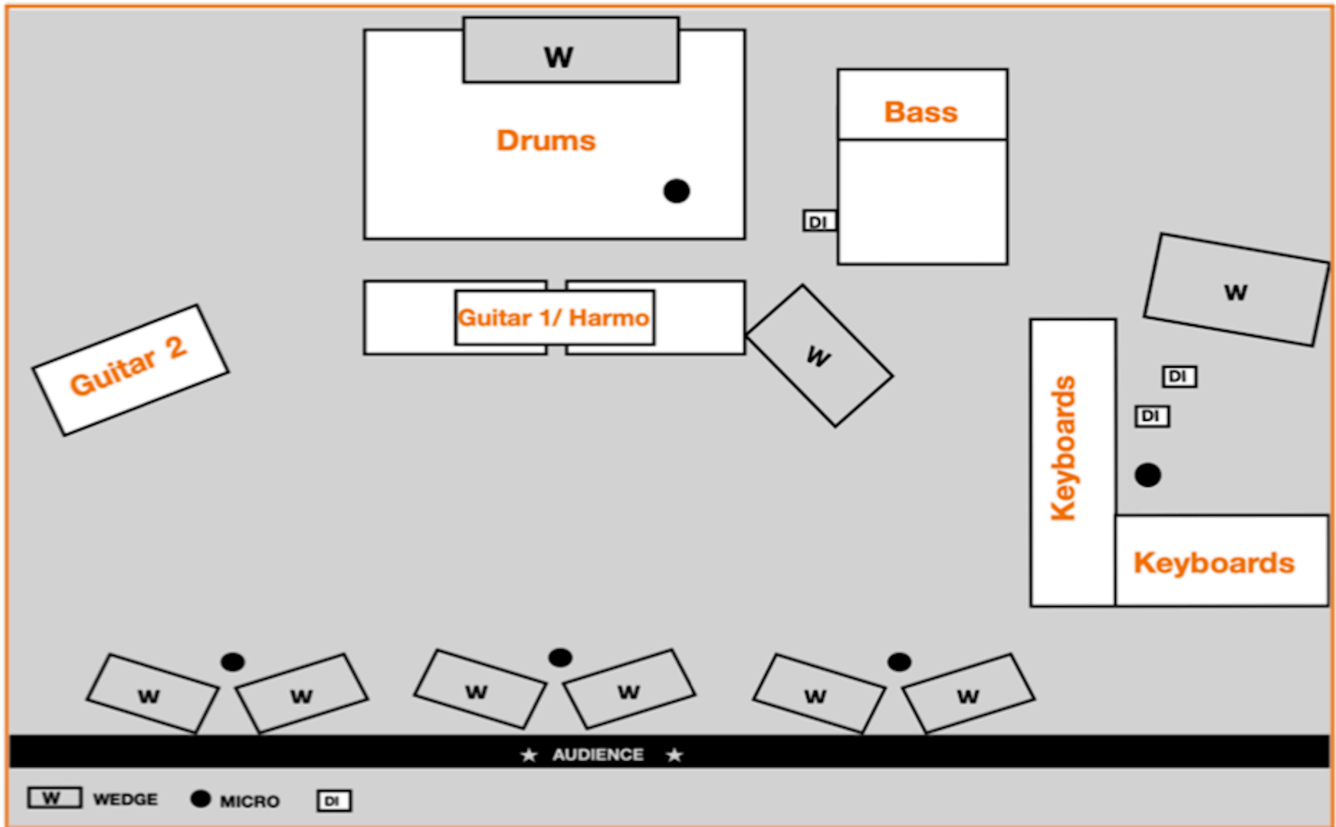 W
Drums
Bass
DI
Guitar 1/ Harmo
W
Guitar 2
W
DI
DI
Keyboards
Keyboards
W
W
W
W
W
W
★ AUDIENCE ★
W WEDGE MICRO DI